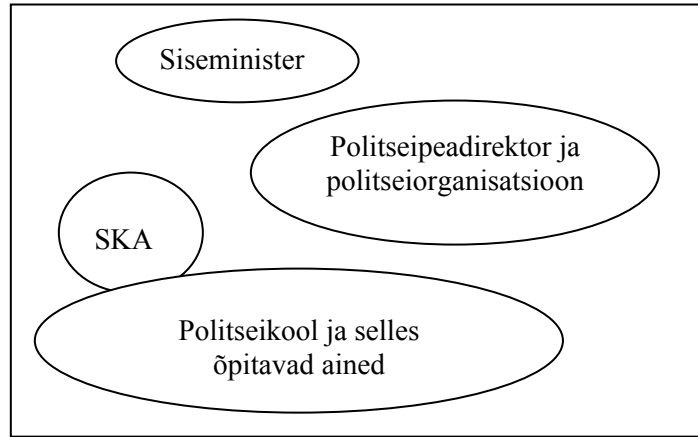 Siseminister
Politseipeadirektor ja
politseiorganisatsioon
SKA
Politseikool ja selles
õpitavad ained